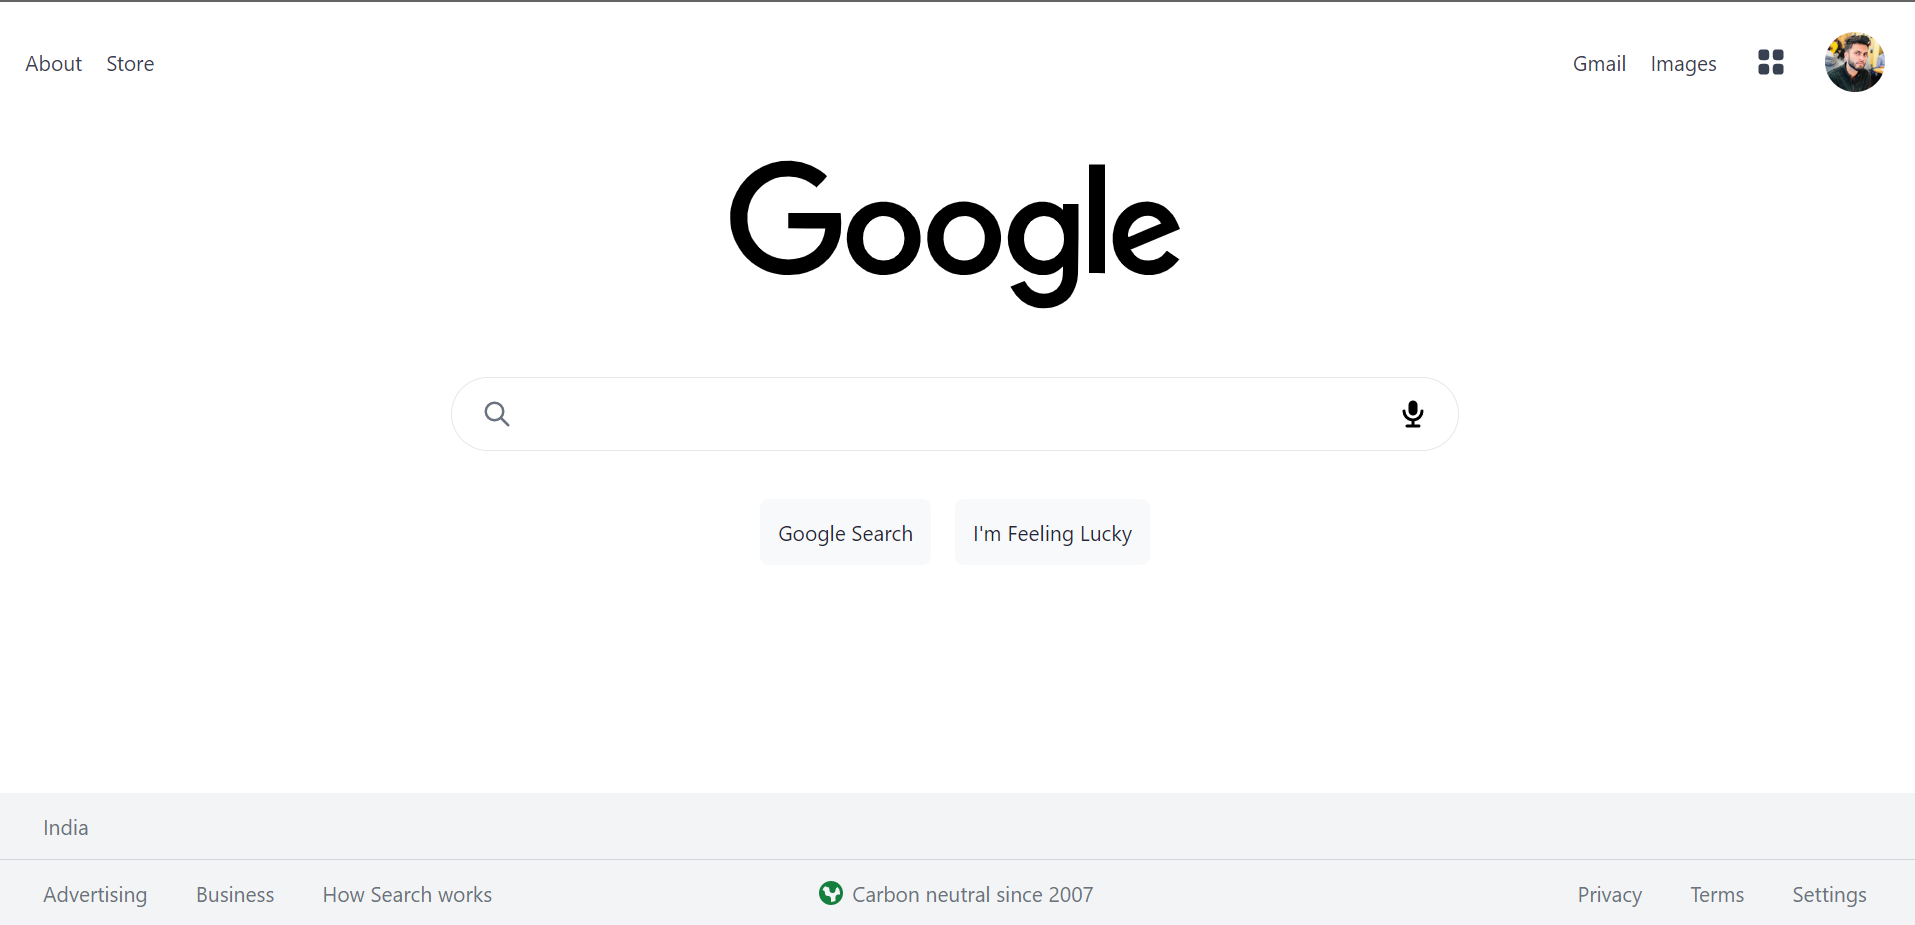 About Store Gmail Images
Google
Google Search I'm Feeling Lucky
India
Advertising Business How Search works Carbon neutral since 2007 Privacy Terms Settings